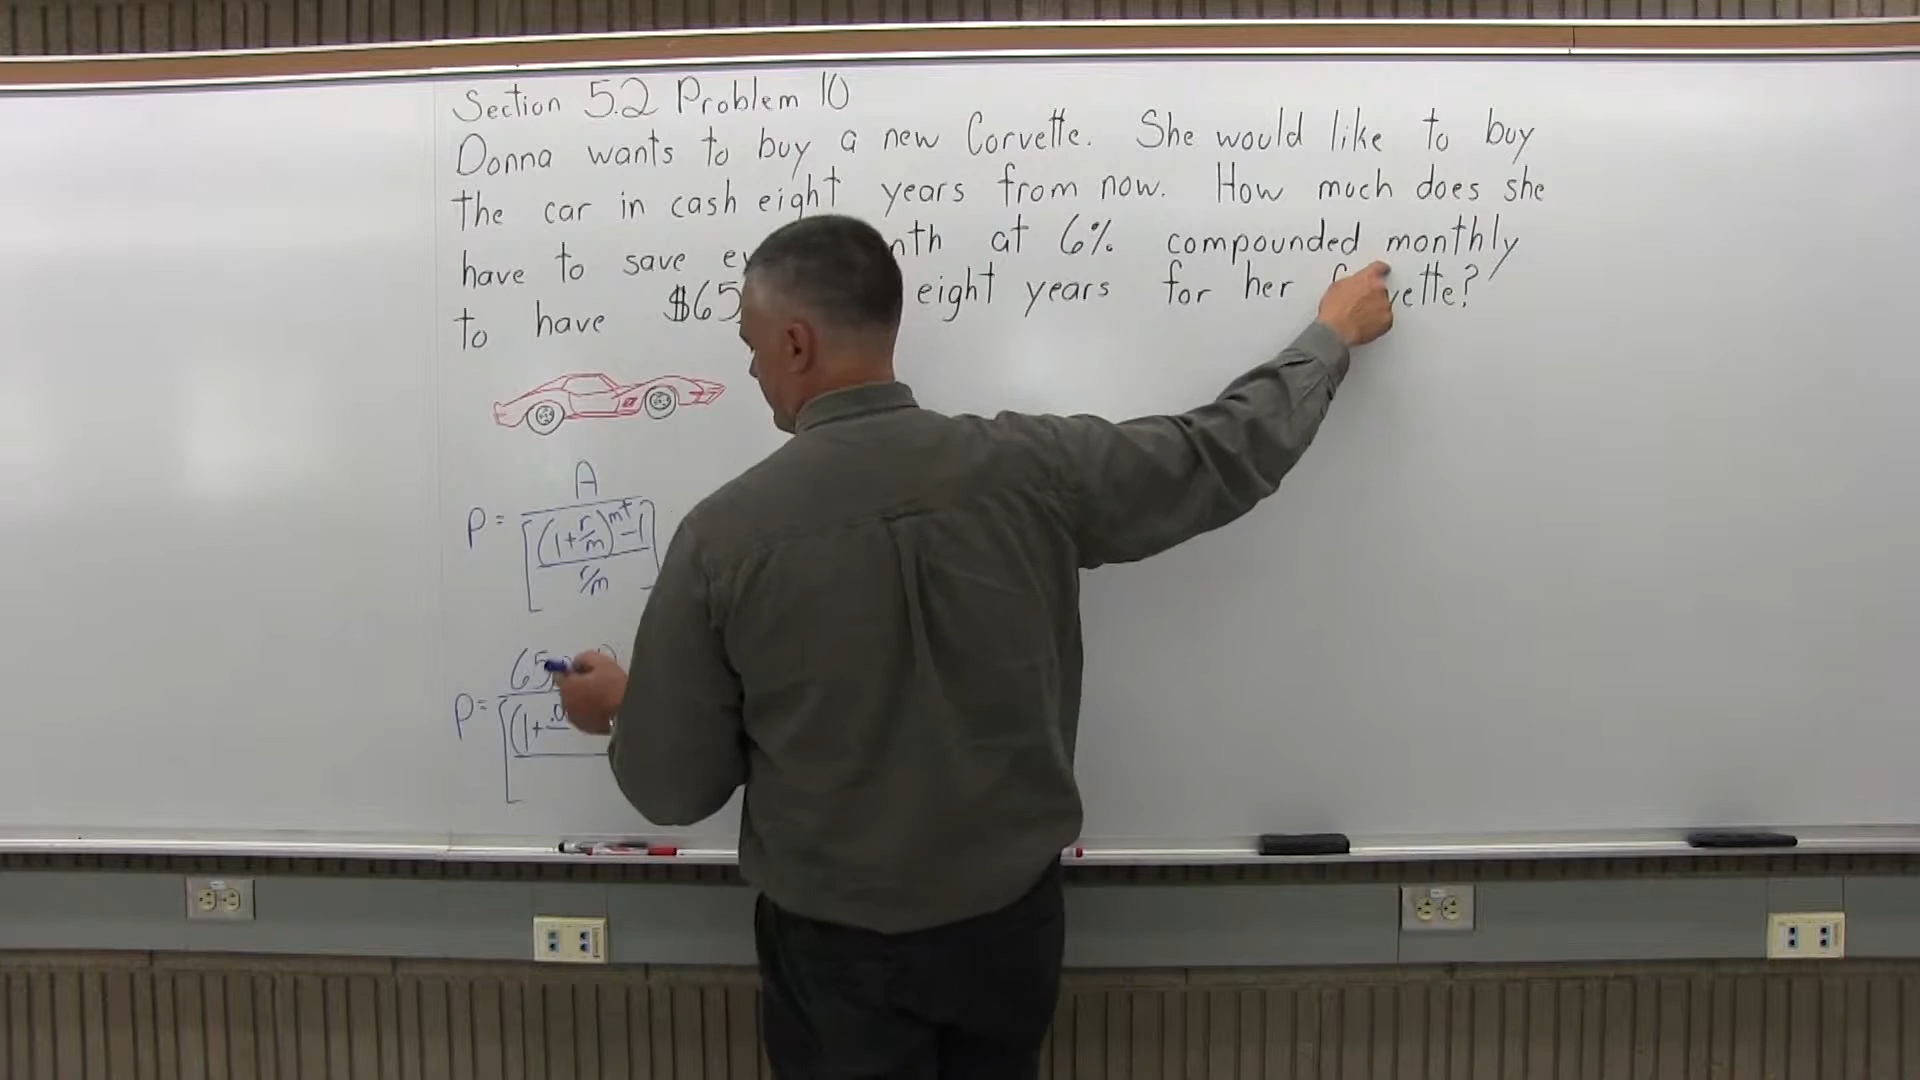 Section 5.2 Problem 10
Donna wants to buy a new Corvette. She would like to buy
the car in cash eight years from now. How much does she
have to save at 6% compounded monthly
to have $65 eight years for her ?
A
P = [(1+r/m)^mt - 1
r/m]
65
P = [(1+.0